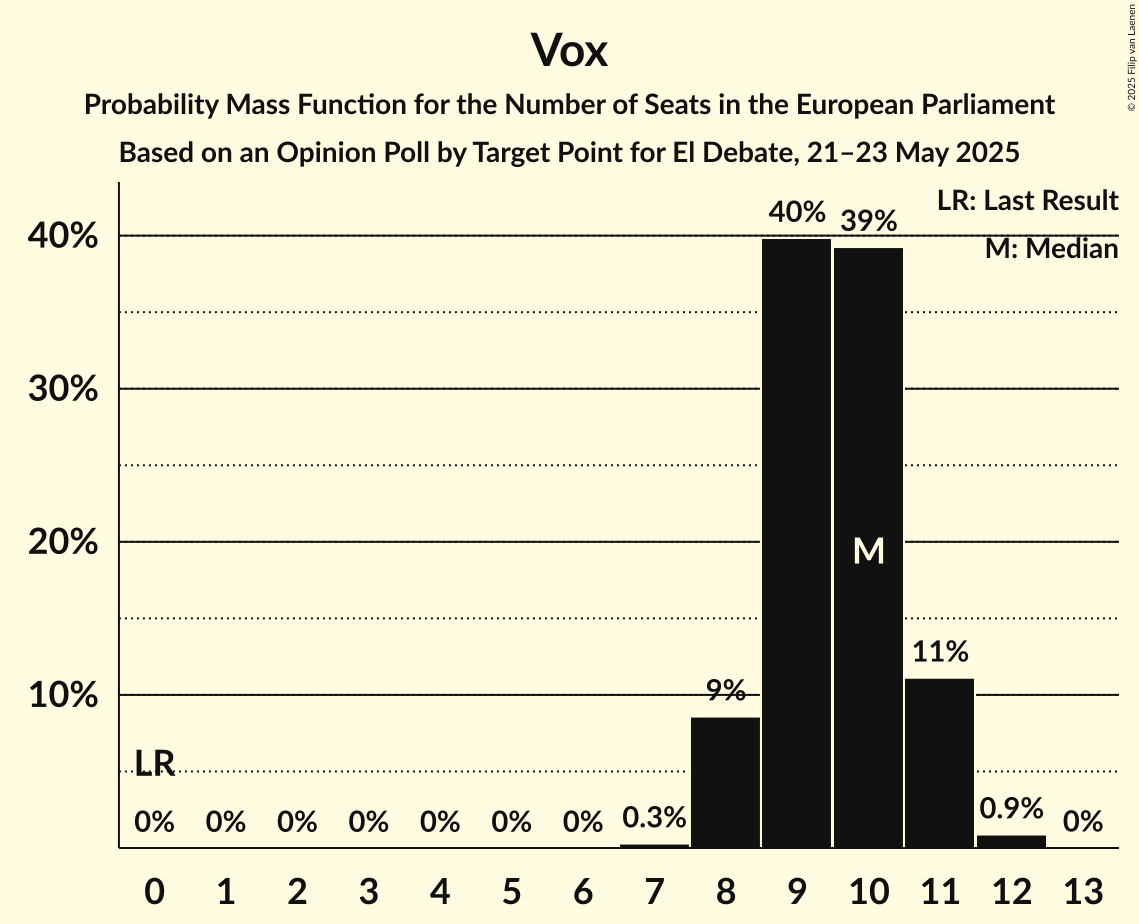 Vox
Probability Mass Function for the Number of Seats in the European Parliament
Based on an Opinion Poll by Target Point for El Debate, 21–23 May 2025
© 2025 Filip van Laenen
LR: Last Result
M: Median
40%
30%
20%
10%
40%
39%
M
11%
9%
LR
0%
0%
0%
0%
0%
0%
0%
0.3%
0.9%
0%
0 1 2 3 4 5 6 7 8 9 10 11 12 13